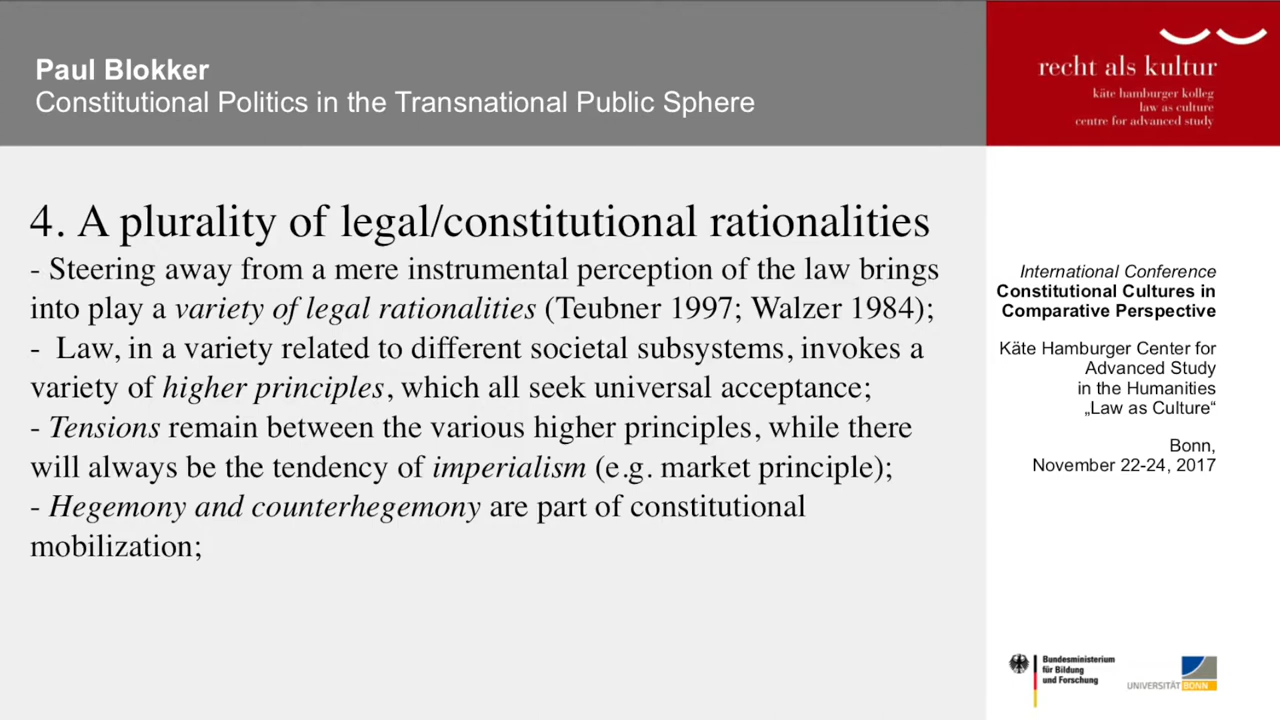 Paul Blokker
Constitutional Politics in the Transnational Public Sphere
recht als kultur
käte hamburger kolleg
law as culture
centre for advanced study
4. A plurality of legal/constitutional rationalities
- Steering away from a mere instrumental perception of the law brings
into play a variety of legal rationalities (Teubner 1997; Walzer 1984);
- Law, in a variety related to different societal subsystems, invokes a
variety of higher principles, which all seek universal acceptance;
- Tensions remain between the various higher principles, while there
will always be the tendency of imperialism (e.g. market principle);
- Hegemony and counterhegemony are part of constitutional
mobilization;
International Conference
Constitutional Cultures in
Comparative Perspective
Käte Hamburger Center for
Advanced Study
in the Humanities
„Law as Culture“
Bonn,
November 22-24, 2017
Bundesministerium
für Bildung
und Forschung
UNIVERSITÄT BONN